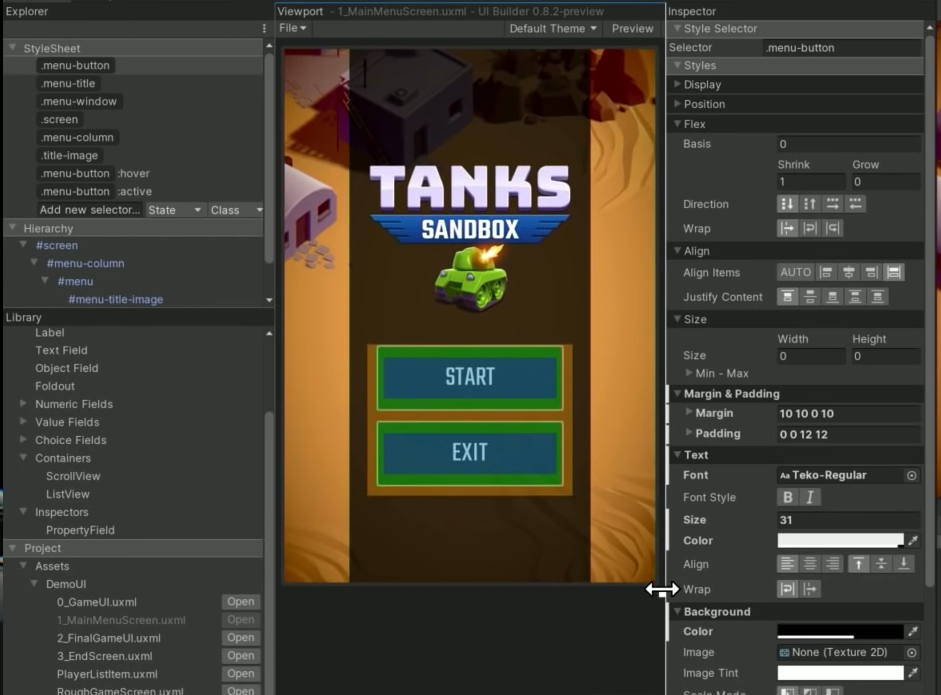 Explorer
StyleSheet
.menu-button
.menu-title
.menu-window
.screen
.menu-column
.title-image
.menu-button :hover
.menu-button :active
Add new selector... State Class
Hierarchy
#screen
#menu-column
#menu
#menu-title-image
Library
Label
Text Field
Object Field
Foldout
Numeric Fields
Value Fields
Choice Fields
Containers
ScrollView
ListView
Inspectors
PropertyField
Project
Assets
DemoUI
0_GameUI.uxml Open
1_MainMenuScreen.uxml Open
2_FinalGameUI.uxml Open
3_EndScreen.uxml Open
PlayerListItem.uxml Open
RoughGameScreen.uxml Open
Viewport - 1_MainMenuScreen.uxml - UI Builder 0.8.2-preview
File Default Theme Preview
TANKS
SANDBOX
START
EXIT
Inspector
Style Selector
Selector .menu-button
Styles
Display
Position
Flex
Basis 0
Shrink Grow
1 0
Direction
Wrap
Align
Align Items AUTO
Justify Content
Size
Width Height
Size 0 0
Min - Max
Margin & Padding
Margin 10 10 0 10
Padding 0 0 12 12
Text
Font Aa Teko-Regular
Font Style B I
Size 31
Color
Align
Wrap
Background
Color
Image None (Texture 2D)
Image Tint
Scale Mode